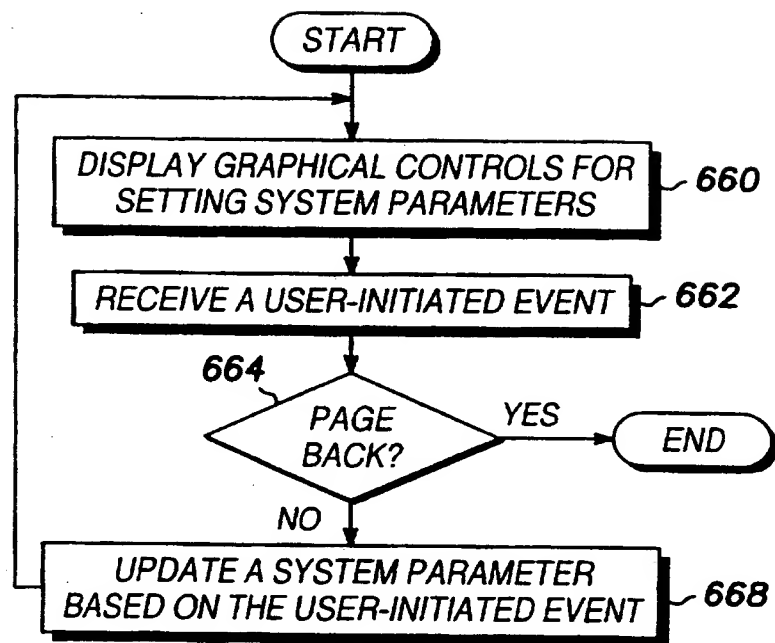 START
DISPLAY GRAPHICAL CONTROLS FOR
SETTING SYSTEM PARAMETERS
660
RECEIVE A USER-INITIATED EVENT
662
664
PAGE
BACK?
YES
END
NO
UPDATE A SYSTEM PARAMETER
BASED ON THE USER-INITIATED EVENT
668